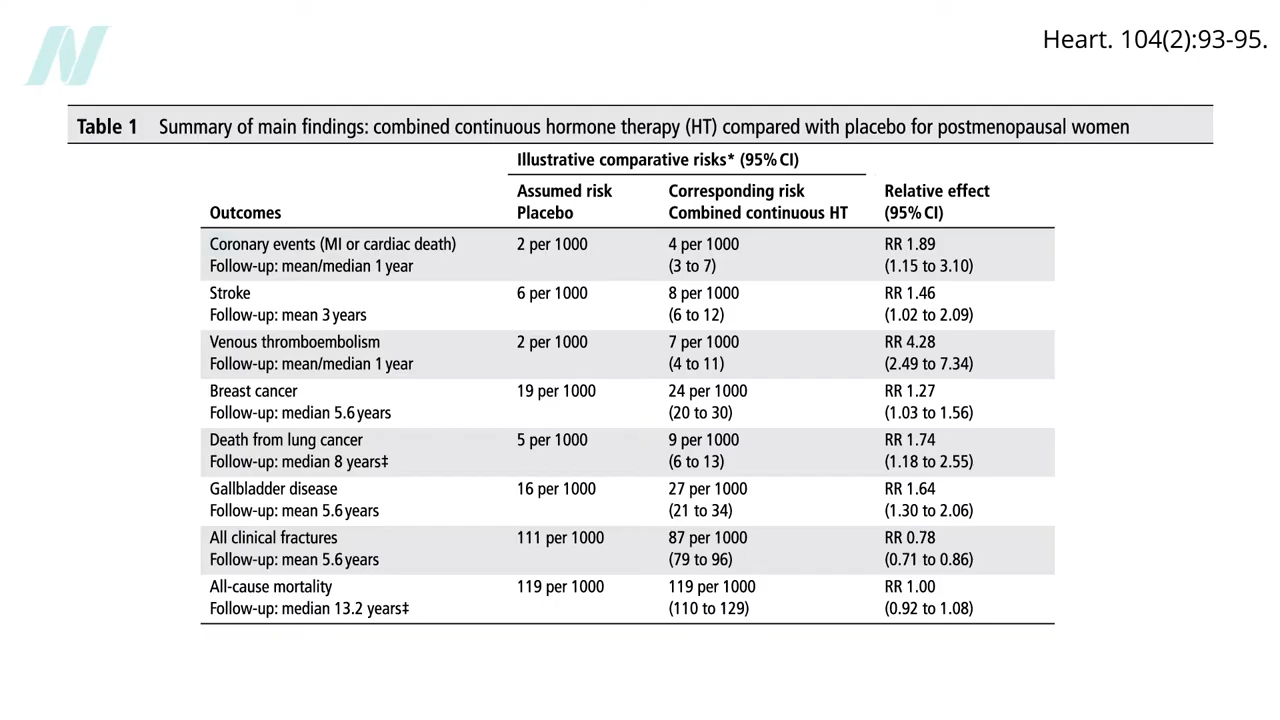 Heart. 104(2):93-95.
Table 1 Summary of main findings: combined continuous hormone therapy (HT) compared with placebo for postmenopausal women
Illustrative comparative risks* (95% CI)
Assumed risk Corresponding risk Relative effect
Outcomes Placebo Combined continuous HT (95% CI)
Coronary events (MI or cardiac death) 2 per 1000 4 per 1000 RR 1.89
Follow-up: mean/median 1 year (3 to 7) (1.15 to 3.10)
Stroke 6 per 1000 8 per 1000 RR 1.46
Follow-up: mean 3 years (6 to 12) (1.02 to 2.09)
Venous thromboembolism 2 per 1000 7 per 1000 RR 4.28
Follow-up: mean/median 1 year (4 to 11) (2.49 to 7.34)
Breast cancer 19 per 1000 24 per 1000 RR 1.27
Follow-up: median 5.6 years (20 to 30) (1.03 to 1.56)
Death from lung cancer 5 per 1000 9 per 1000 RR 1.74
Follow-up: median 8 years‡ (6 to 13) (1.18 to 2.55)
Gallbladder disease 16 per 1000 27 per 1000 RR 1.64
Follow-up: mean 5.6 years (21 to 34) (1.30 to 2.06)
All clinical fractures 111 per 1000 87 per 1000 RR 0.78
Follow-up: mean 5.6 years (79 to 96) (0.71 to 0.86)
All-cause mortality 119 per 1000 119 per 1000 RR 1.00
Follow-up: median 13.2 years‡ (110 to 129) (0.92 to 1.08)